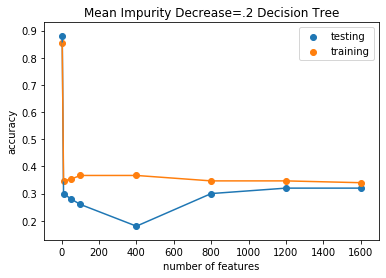 Mean Impurity Decrease=.2 Decision Tree
testing
training
accuracy
0.9
0.8
0.7
0.6
0.5
0.4
0.3
0.2
0 200 400 600 800 1000 1200 1400 1600
number of features